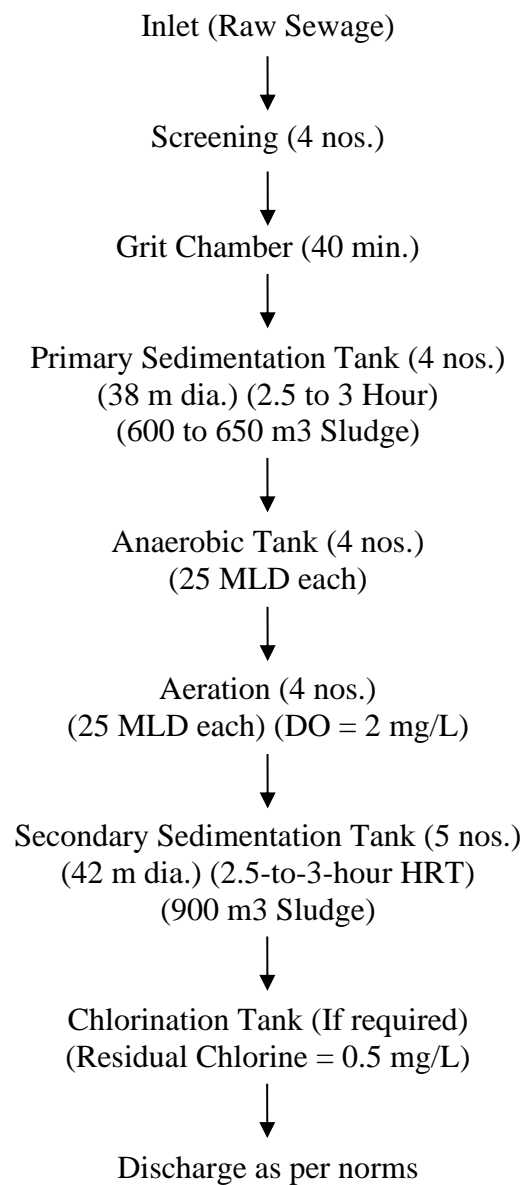 Inlet (Raw Sewage)
Screening (4 nos.)
Grit Chamber (40 min.)
Primary Sedimentation Tank (4 nos.)
(38 m dia.) (2.5 to 3 Hour)
(600 to 650 m3 Sludge)
Anaerobic Tank (4 nos.)
(25 MLD each)
Aeration (4 nos.)
(25 MLD each) (DO = 2 mg/L)
Secondary Sedimentation Tank (5 nos.)
(42 m dia.) (2.5-to-3-hour HRT)
(900 m3 Sludge)
Chlorination Tank (If required)
(Residual Chlorine = 0.5 mg/L)
Discharge as per norms